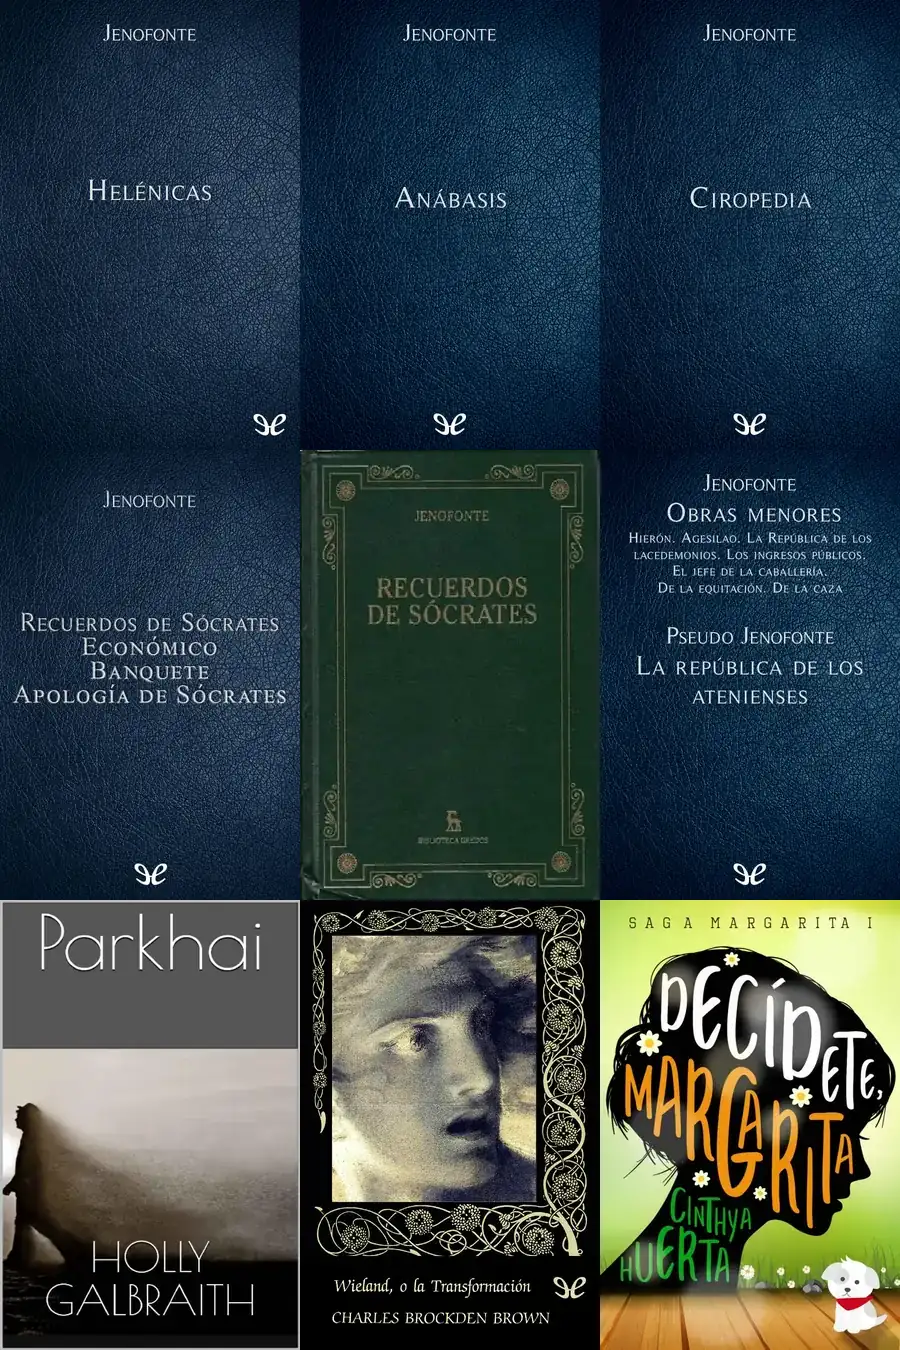 JENOFONTE
HELÉNICAS
JENOFONTE
ANÁBASIS
JENOFONTE
CIROPEDIA
JENOFONTE
RECUERDOS DE SÓCRATES
ECONÓMICO
BANQUETE
APOLOGÍA DE SÓCRATES
JENOFONTE
RECUERDOS
DE SÓCRATES
BIBLIOTECA GREDOS
JENOFONTE
OBRAS MENORES
HIERÓN. AGESILAO. LA REPÚBLICA DE LOS
LACEDEMONIOS. LOS INGRESOS PÚBLICOS.
EL JEFE DE LA CABALLERÍA.
DE LA EQUITACIÓN. DE LA CAZA
PSEUDO JENOFONTE
LA REPÚBLICA DE LOS
ATENIENSES
Parkhai
HOLLY
GALBRAITH
Wieland, o la Transformación
CHARLES BROCKDEN BROWN
SAGA MARGARITA I
DECÍDETE,
MARGARITA
CINTHYA
HUERTA